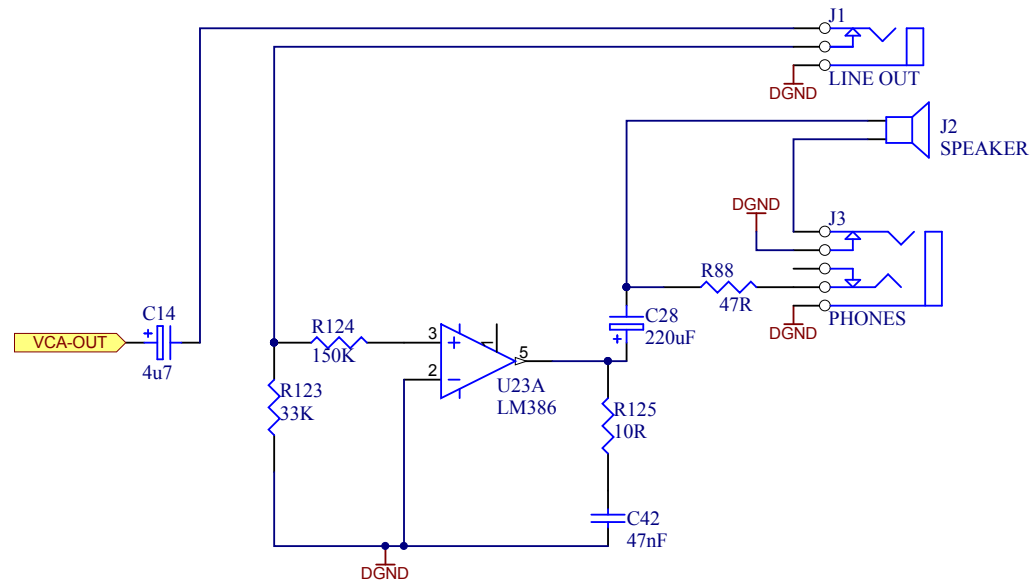 J1
LINE OUT
DGND
J2
SPEAKER
DGND
J3
R88
47R
PHONES
DGND
C14
4u7
VCA-OUT
R124
150K
R123
33K
3
2
1
5
U23A
LM386
C28
220uF
R125
10R
C42
47nF
DGND